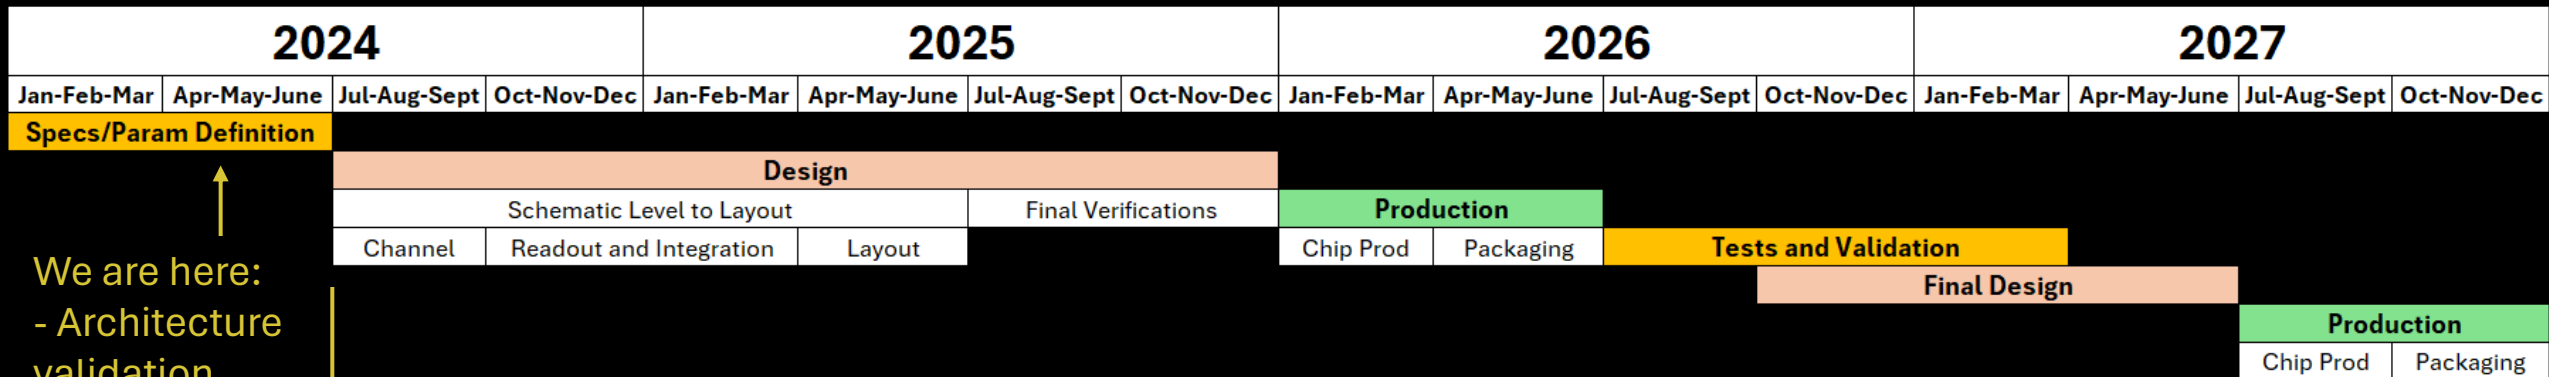 2024 2025 2026 2027
Jan-Feb-Mar Apr-May-June Jul-Aug-Sept Oct-Nov-Dec Jan-Feb-Mar Apr-May-June Jul-Aug-Sept Oct-Nov-Dec Jan-Feb-Mar Apr-May-June Jul-Aug-Sept Oct-Nov-Dec Jan-Feb-Mar Apr-May-June Jul-Aug-Sept Oct-Nov-Dec
Specs/Param Definition
Design
Schematic Level to Layout Final Verifications Production
Channel Readout and Integration Layout Chip Prod Packaging Tests and Validation
We are here:
Final Design
- Architecture
Production
validation
Chip Prod Packaging